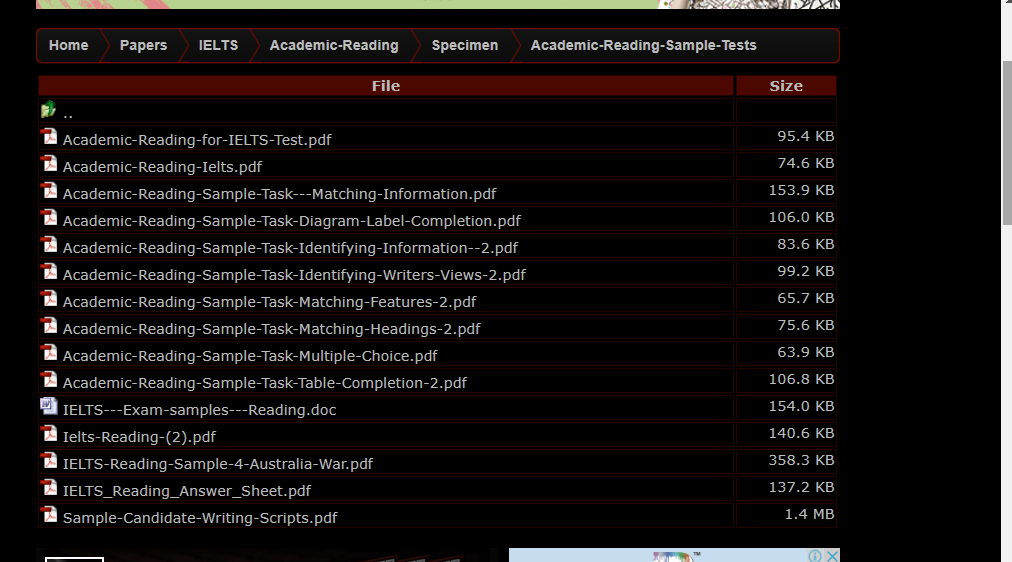 Home Papers IELTS Academic-Reading Specimen Academic-Reading-Sample-Tests
File Size
..
Academic-Reading-for-IELTS-Test.pdf 95.4 KB
Academic-Reading-Ielts.pdf 74.6 KB
Academic-Reading-Sample-Task---Matching-Information.pdf 153.9 KB
Academic-Reading-Sample-Task-Diagram-Label-Completion.pdf 106.0 KB
Academic-Reading-Sample-Task-Identifying-Information--2.pdf 83.6 KB
Academic-Reading-Sample-Task-Identifying-Writers-Views-2.pdf 99.2 KB
Academic-Reading-Sample-Task-Matching-Features-2.pdf 65.7 KB
Academic-Reading-Sample-Task-Matching-Headings-2.pdf 75.6 KB
Academic-Reading-Sample-Task-Multiple-Choice.pdf 63.9 KB
Academic-Reading-Sample-Task-Table-Completion-2.pdf 106.8 KB
IELTS---Exam-samples---Reading.doc 154.0 KB
Ielts-Reading-(2).pdf 140.6 KB
IELTS-Reading-Sample-4-Australia-War.pdf 358.3 KB
IELTS_Reading_Answer_Sheet.pdf 137.2 KB
Sample-Candidate-Writing-Scripts.pdf 1.4 MB
™